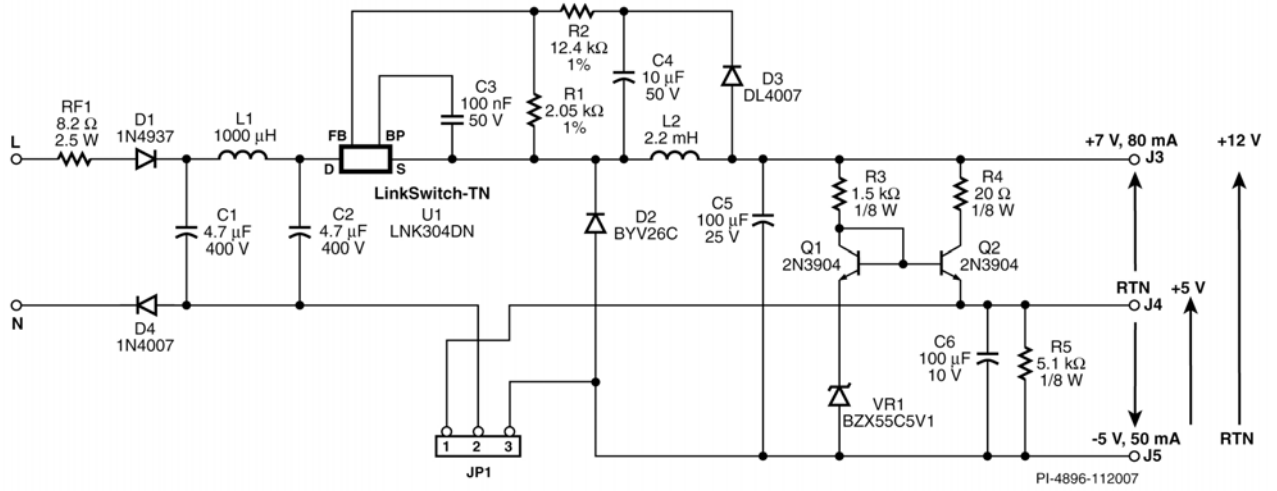 R2
12.4 kΩ
1%
C4
10 µF
50 V
D3
DL4007
C3
100 nF
50 V
R1
2.05 kΩ
1%
RF1
8.2 Ω
2.5 W
D1
1N4937
L1
1000 µH
FB
BP
L2
2.2 mH
L
D
S
+7 V, 80 mA
J3
+12 V
LinkSwitch-TN
U1
LNK304DN
C1
4.7 µF
400 V
C2
4.7 µF
400 V
D2
BYV26C
C5
100 µF
25 V
R3
1.5 kΩ
1/8 W
R4
20 Ω
1/8 W
Q1
2N3904
Q2
2N3904
RTN
J4
+5 V
N
D4
1N4007
C6
100 µF
10 V
R5
5.1 kΩ
1/8 W
VR1
BZX55C5V1
1 2 3
JP1
-5 V, 50 mA
J5
RTN
PI-4896-112007